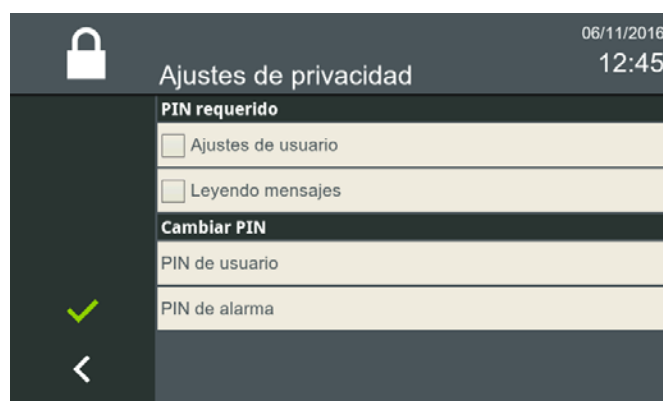 06/11/2016
12:45
Ajustes de privacidad
PIN requerido
Ajustes de usuario
Leyendo mensajes
Cambiar PIN
PIN de usuario
PIN de alarma